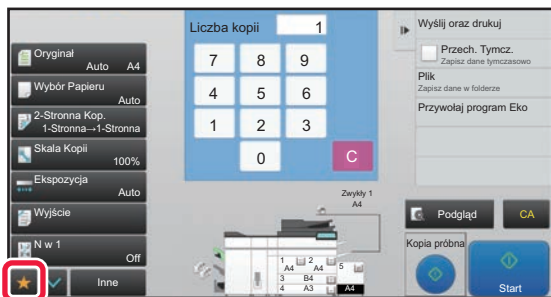 Liczba kopii 1
Oryginał
Auto A4
Wybór Papieru
Auto
2-Stronna Kop.
1-Stronna→1-Stronna
Skala Kopii
100%
Ekspozycja
Auto
Wyjście
N w 1
Off
Inne
7 8 9
4 5 6
1 2 3
0 C
Zwykły 1
A4
1 A4 2 A4 5
3 B4
4 A3 A4
Wyślij oraz drukuj
Przech. Tymcz.
Zapisz dane tymczasowo
Plik
Zapisz dane w folderze
Przywołaj program Eko
Podgląd CA
Kopia próbna
Start